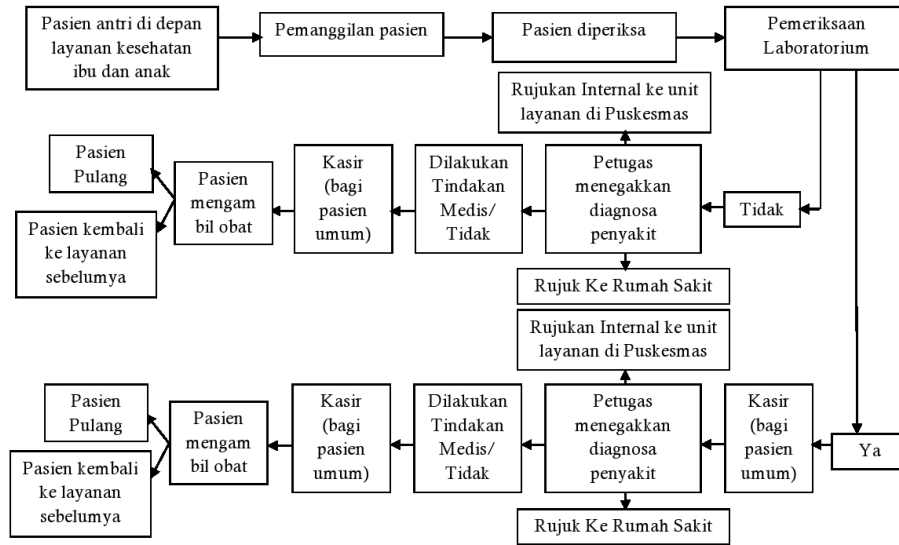 Pasien antri di depan
layanan kesehatan
ibu dan anak
Pemanggilan pasien
Pasien diperiksa
Pemeriksaan
Laboratorium
Rujukan Internal ke unit
layanan di Puskesmas
Pasien
Pulang
Pasien kembali
ke layanan
sebelumya
Pasien
mengam
bil obat
Kasir
(bagi
pasien
umum)
Dilakukan
Tindakan
Medis/
Tidak
Petugas
menegakkan
diagnosa
penyakit
Tidak
Rujuk Ke Rumah Sakit
Rujukan Internal ke unit
layanan di Puskesmas
Pasien
Pulang
Pasien kembali
ke layanan
sebelumya
Pasien
mengam
bil obat
Kasir
(bagi
pasien
umum)
Dilakukan
Tindakan
Medis/
Tidak
Petugas
menegakkan
diagnosa
penyakit
Kasir
(bagi
pasien
umum)
Ya
Rujuk Ke Rumah Sakit